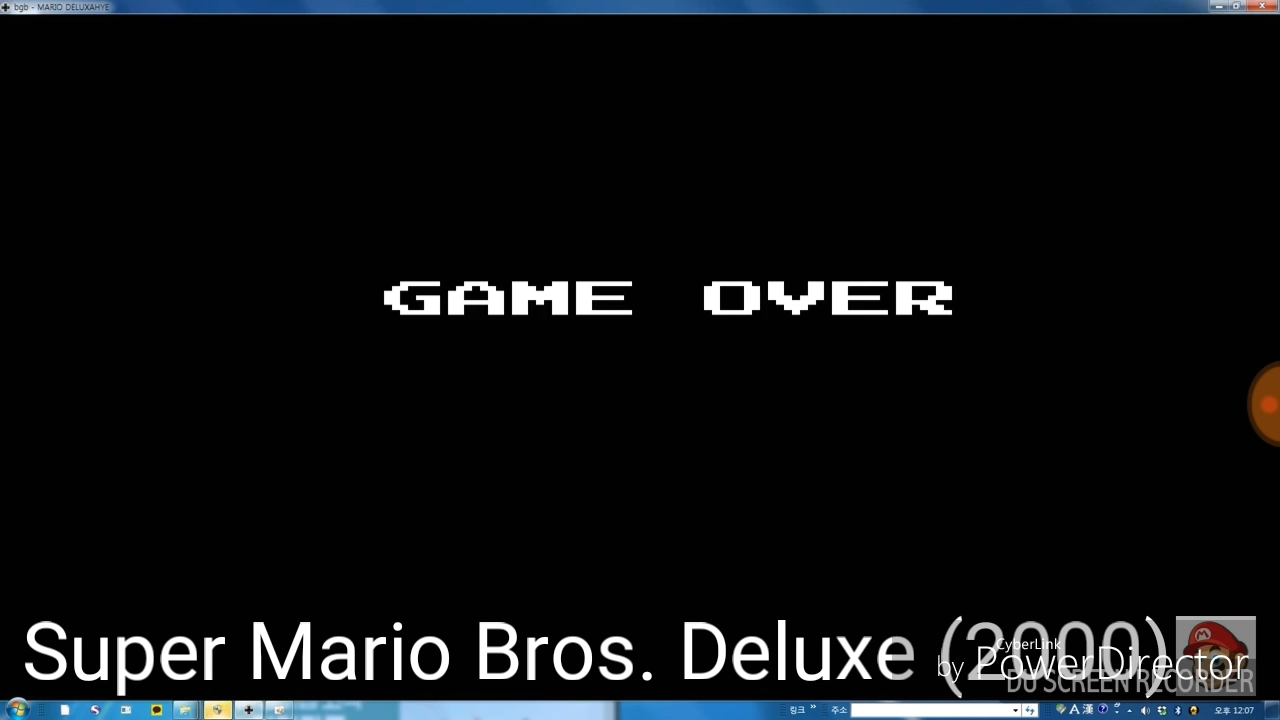 bgb - MARIO DELUXAHYE
GAME OVER
Super Mario Bros. Deluxe (2000)
CyberLink
by PowerDirector
DU SCREEN RECORDER
링크 »
주소
A 漢
오후 12:07